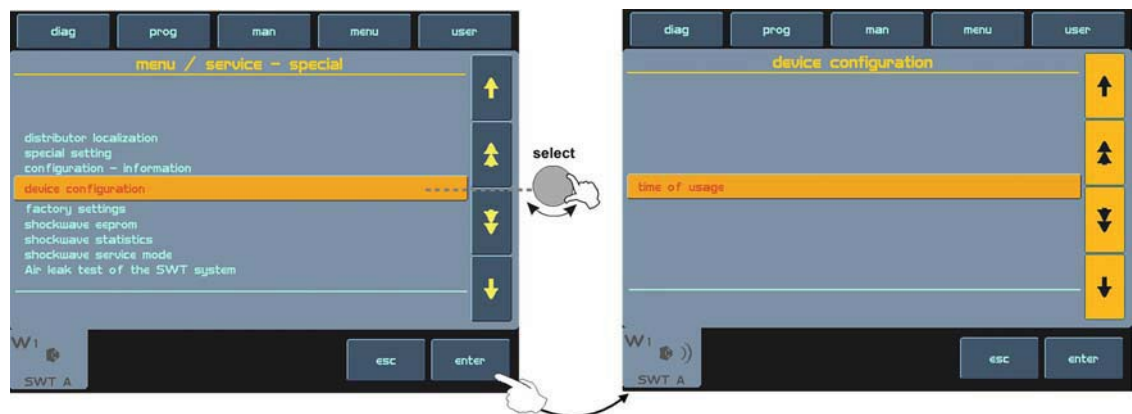 diag prog man menu user
menu / service - special
distributor localization
special setting
configuration - information
device configuration
factory settings
shockwave eeprom
shockwave statistics
shockwave service mode
Air leak test of the SWT system
W1
SWT A
esc enter
select
diag prog man menu user
device configuration
time of usage
W1
SWT A
esc enter